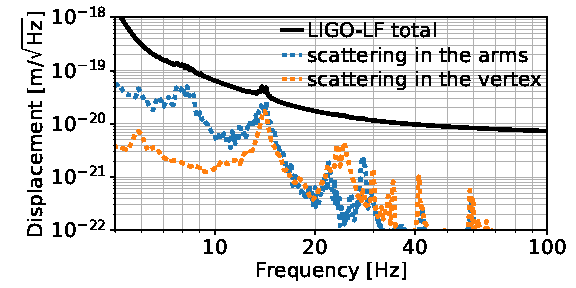 10⁻¹⁸
10⁻¹⁹
10⁻²⁰
10⁻²¹
10⁻²²
Displacement [m/√Hz]
LIGO-LF total
scattering in the arms
scattering in the vertex
10 20 40 100
Frequency [Hz]